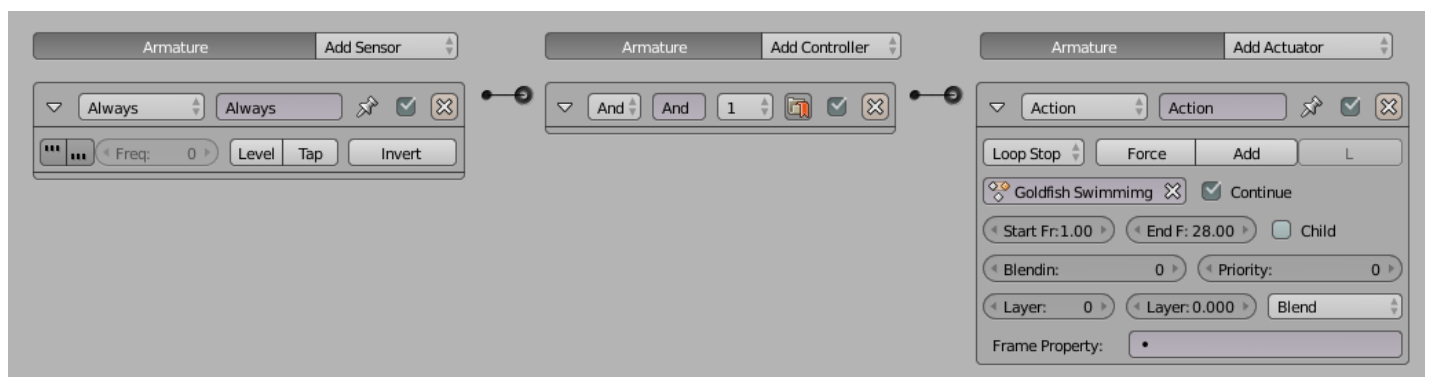 Armature Add Sensor Armature Add Controller Armature Add Actuator
Always Always And And 1 Action Action
Freq: 0 Level Tap Invert Loop Stop Force Add L
Goldfish Swimmimg Continue
Start Fr:1.00 End F: 28.00 Child
Blendin: 0 Priority: 0
Layer: 0 Layer: 0.000 Blend
Frame Property: